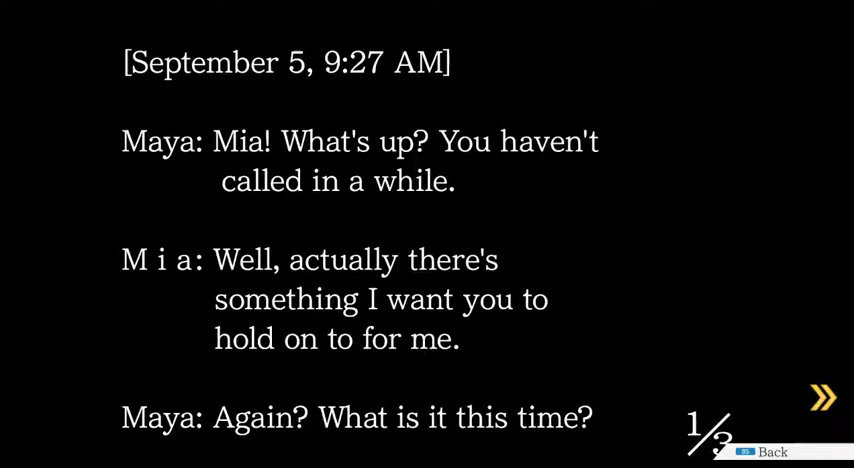 [September 5, 9:27 AM]
Maya: Mia! What's up? You haven't
called in a while.
M i a: Well, actually there's
something I want you to
hold on to for me.
Maya: Again? What is it this time?
1/3
Back